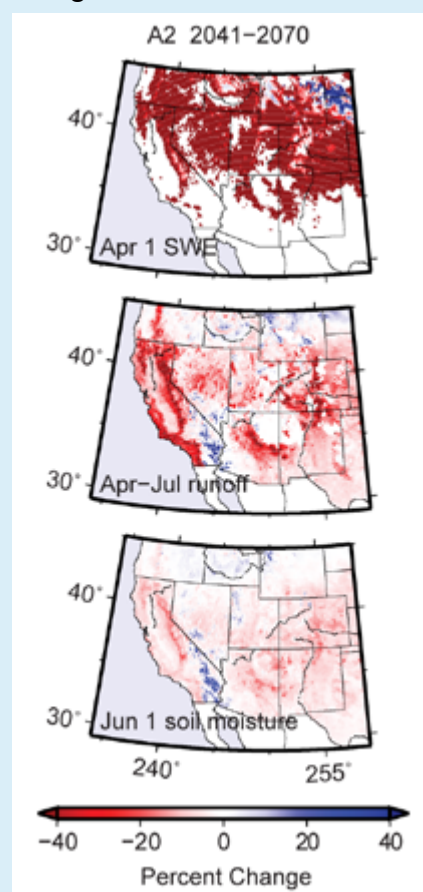 A2 2041−2070
40˚
30˚
Apr 1 SWE
40˚
30˚
Apr−Jul runoff
40˚
30˚
Jun 1 soil moisture
240˚ 255˚
−40 −20 0 20 40
Percent Change